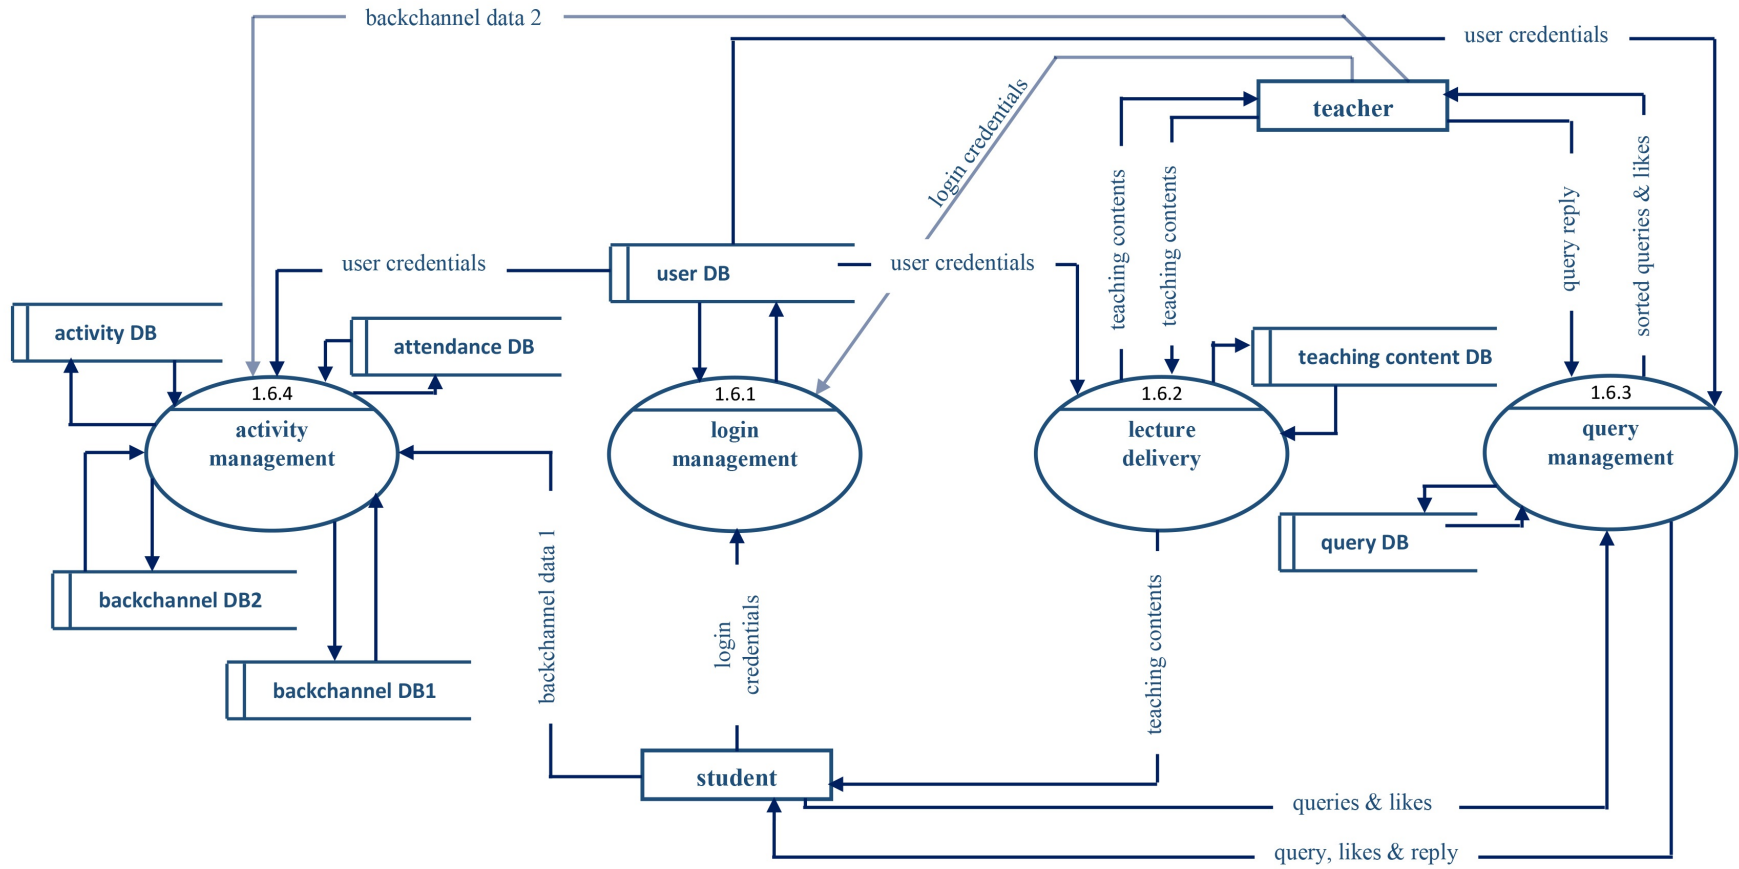 backchannel data 2
user credentials
teacher
login credentials
teaching contents
teaching contents
query reply
sorted queries & likes
user credentials
user DB
user credentials
activity DB
attendance DB
teaching content DB
1.6.4
activity
management
1.6.1
login
management
1.6.2
lecture
delivery
1.6.3
query
management
query DB
backchannel DB2
backchannel DB1
backchannel data 1
login
credentials
teaching contents
student
queries & likes
query, likes & reply